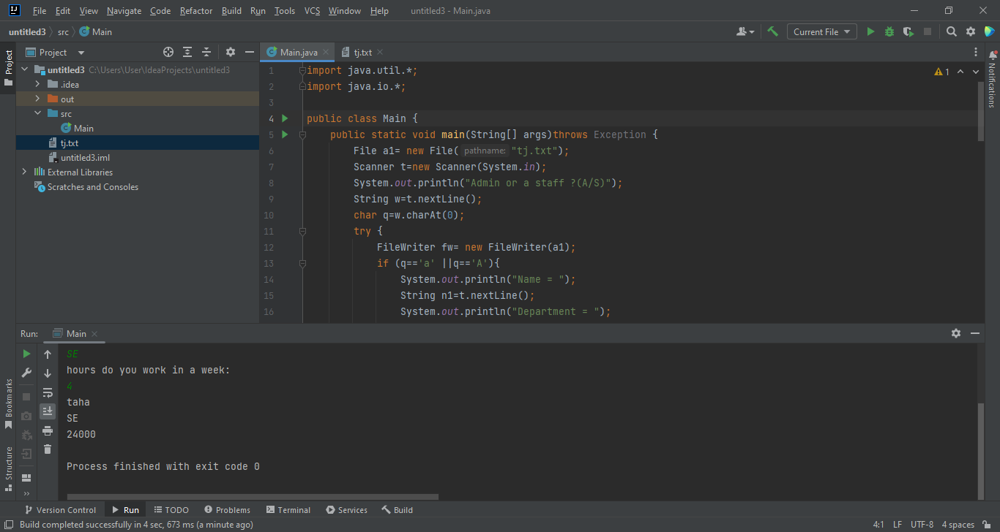 IJ File Edit View Navigate Code Refactor Build Run Tools VCS Window Help untitled3 - Main.java
untitled3 src Main Current File
Project Main.java tj.txt
Project
untitled3 C:\Users\User\IdeaProjects\untitled3
.idea
out
src
Main
tj.txt
untitled3.iml
External Libraries
Scratches and Consoles
1 import java.util.*;
2 import java.io.*;
3
4 public class Main {
5 public static void main(String[] args)throws Exception {
6 File a1= new File( pathname: "tj.txt");
7 Scanner t=new Scanner(System.in);
8 System.out.println("Admin or a staff ?(A/S)");
9 String w=t.nextLine();
10 char q=w.charAt(0);
11 try {
12 FileWriter fw= new FileWriter(a1);
13 if (q=='a' ||q=='A'){
14 System.out.println("Name = ");
15 String n1=t.nextLine();
16 System.out.println("Department = ");
1
Notifications
Run: Main
SE
hours do you work in a week:
4
taha
SE
24000
Process finished with exit code 0
Bookmarks
Structure
Version Control Run TODO Problems Terminal Services Build
Build completed successfully in 4 sec, 673 ms (a minute ago) 4:1 LF UTF-8 4 spaces